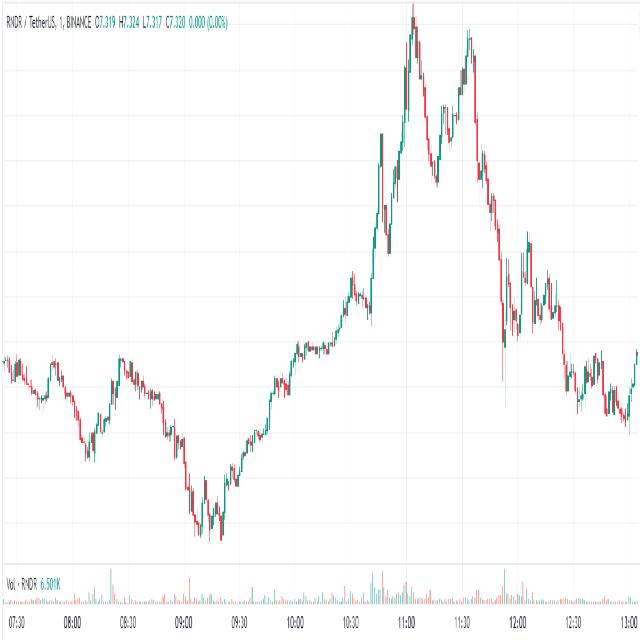 RNDR / TetherUS, 1, BINANCE O7.319 H7.324 L7.317 C7.320 0.000 (0.00%)
Vol · RNDR 6.501K
07:30 08:00 08:30 09:00 09:30 10:00 10:30 11:00 11:30 12:00 12:30 13:00